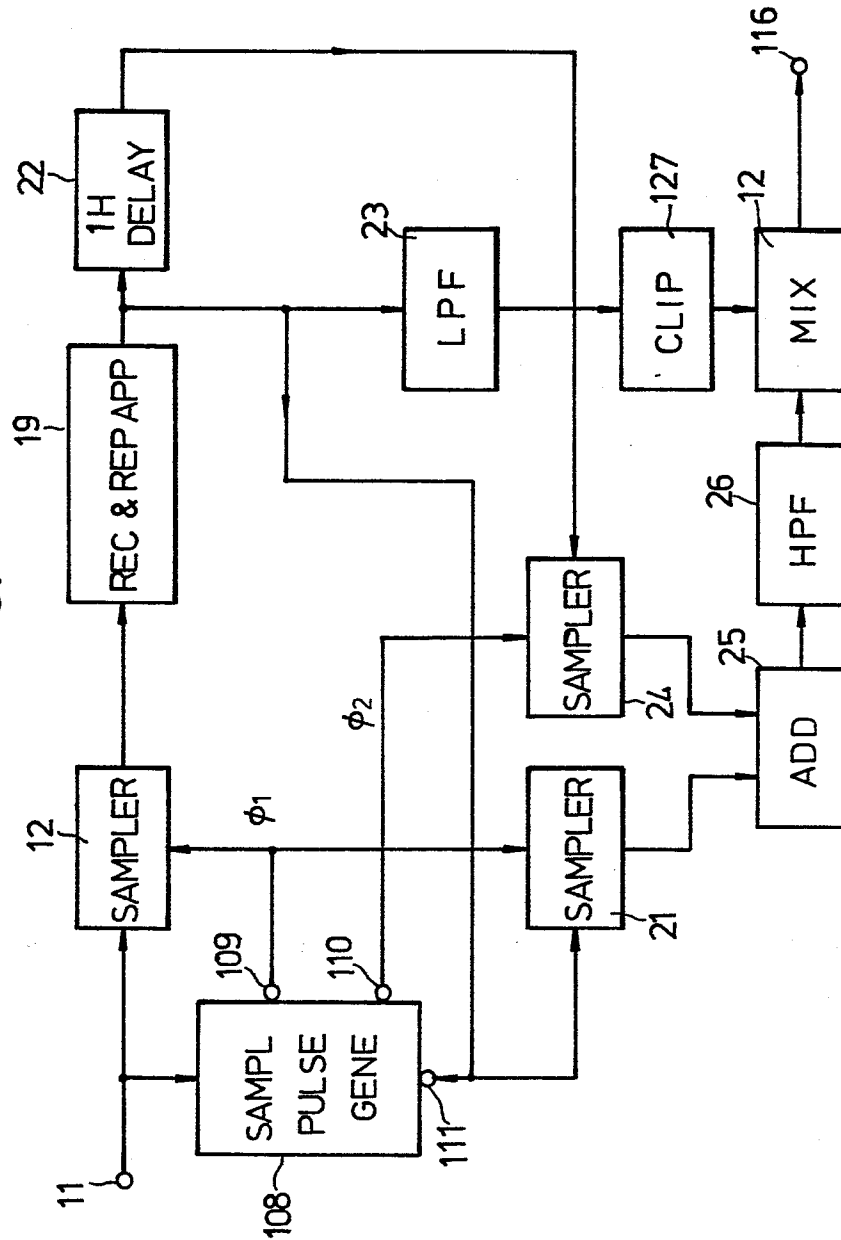 11
12
SAMPLER
19
REC & REP APP
22
1H
DELAY
108
SAMPL
PULSE
GENE
109
110
111
φ1
φ2
23
LPF
SAMPLER
21
SAMPLER
24
127
CLIP
25
ADD
26
HPF
12
MIX
116